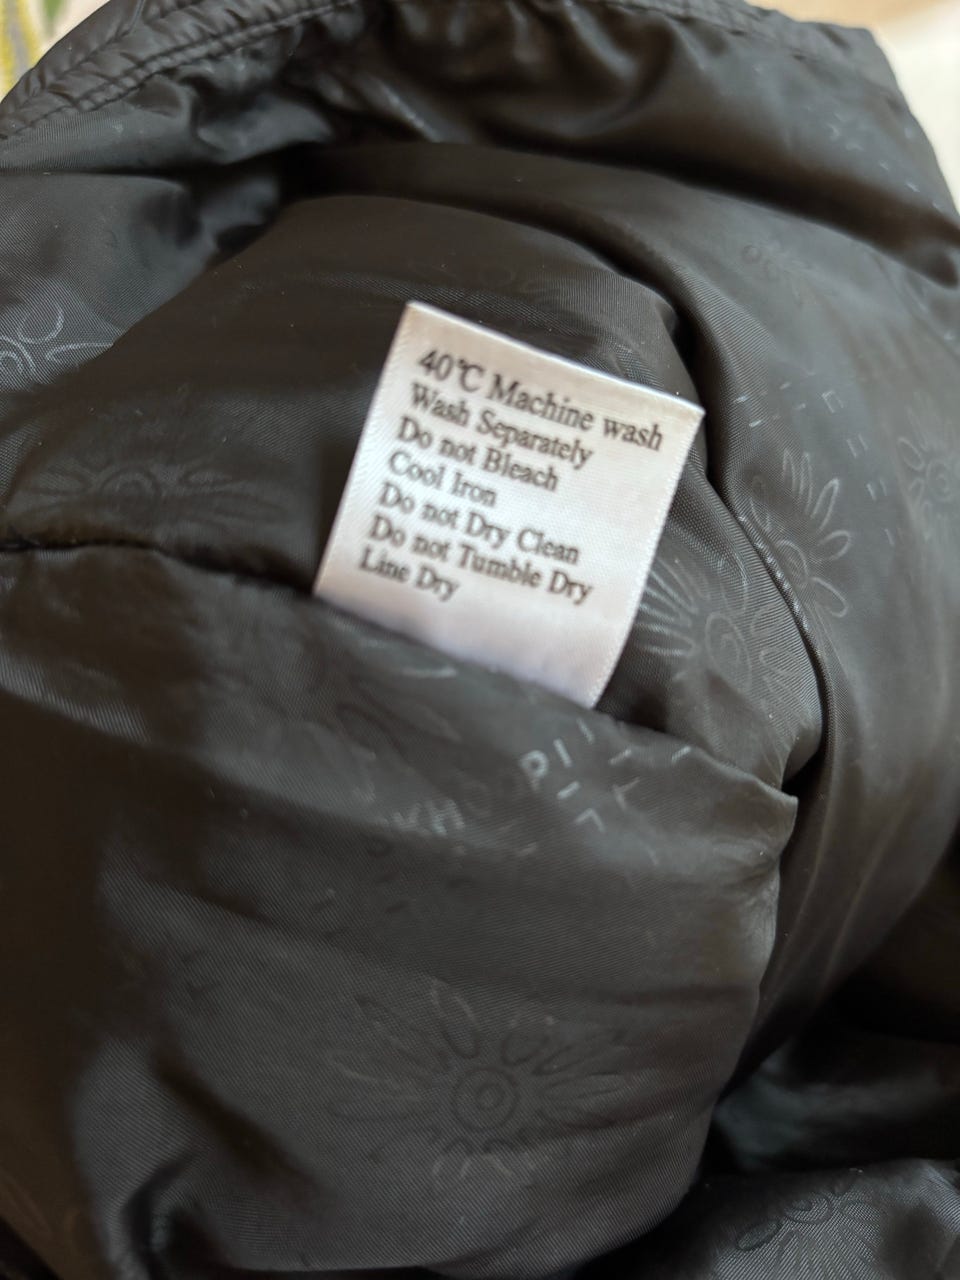 40℃ Machine wash
Wash Separately
Do not Bleach
Cool Iron
Do not Dry Clean
Do not Tumble Dry
Line Dry